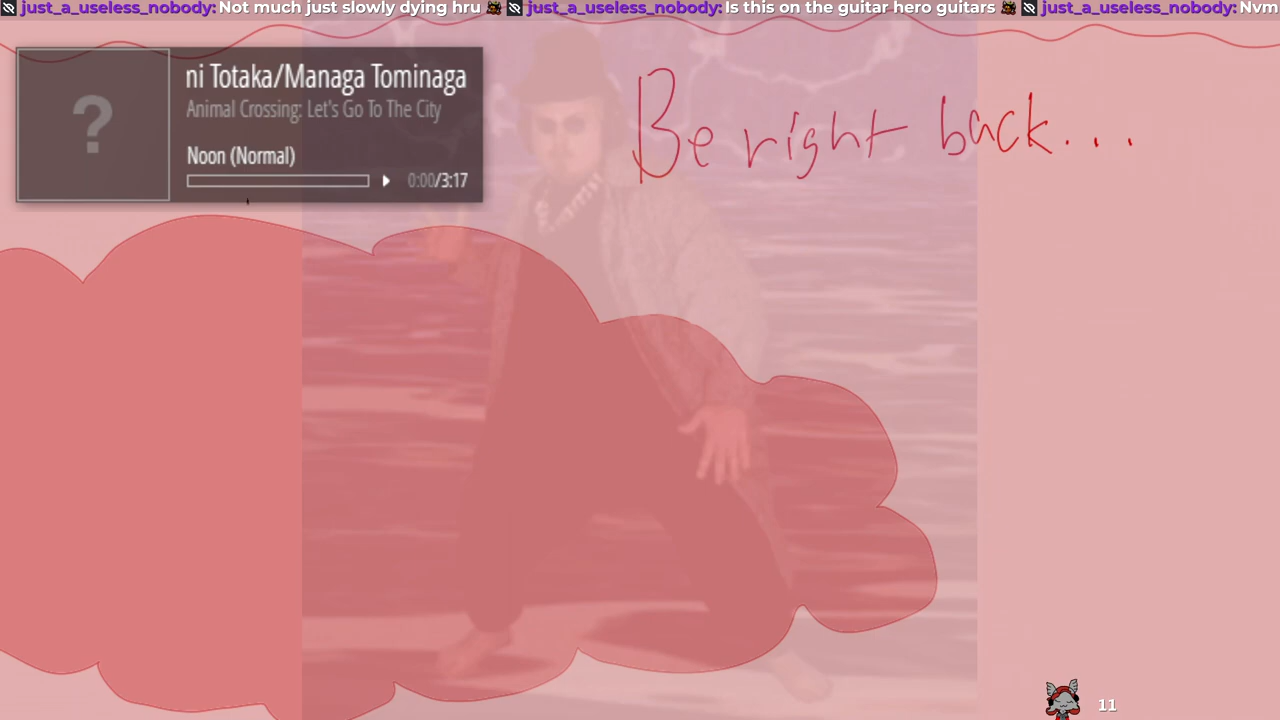 just_a_useless_nobody: Not much just slowly dying hru just_a_useless_nobody: Is this on the guitar hero guitars just_a_useless_nobody: Nvm
ni Totaka/Managa Tominaga
Animal Crossing: Let's Go To The City
?
Noon (Normal)
0:00/3:17
Be right back...
11